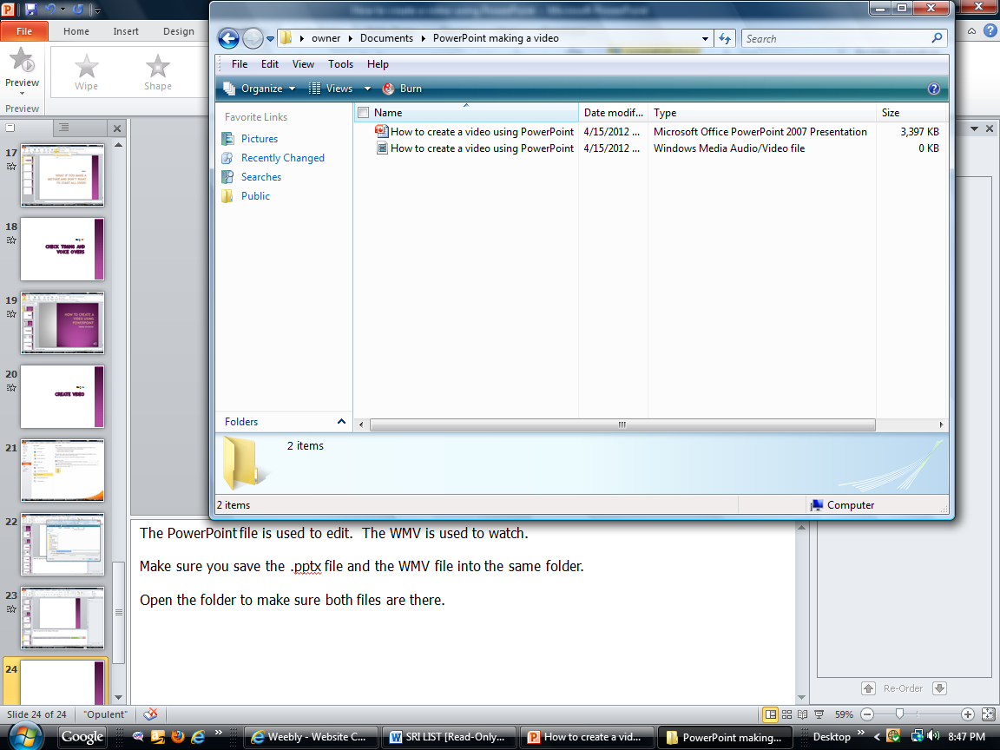 How to create a video using PowerPoint - Microsoft PowerPoint
File Home Insert Design
owner Documents PowerPoint making a video
Search
File Edit View Tools Help
Organize Views Burn
Preview Wipe Shape
Preview
Favorite Links
Pictures
Recently Changed
Searches
Public
Folders
Name Date modif... Type Size
How to create a video using PowerPoint 4/15/2012 ... Microsoft Office PowerPoint 2007 Presentation 3,397 KB
How to create a video using PowerPoint 4/15/2012 ... Windows Media Audio/Video file 0 KB
2 items
2 items Computer
17
WHAT IF YOU MAKE A
MISTAKE AND DON'T WANT
TO START ALL OVER?
18
CHECK TIMING AND
VOICE OVERS
19
HOW TO CREATE A
VIDEO USING
POWERPOINT
20
CREATE VIDEO
21
22
23
24
The PowerPoint file is used to edit. The WMV is used to watch.
Make sure you save the .pptx file and the WMV file into the same folder.
Open the folder to make sure both files are there.
Re-Order
Slide 24 of 24 "Opulent" 59%
Google Weebly - Website C... SRI LIST [Read-Only... How to create a vid... PowerPoint making... Desktop 8:47 PM